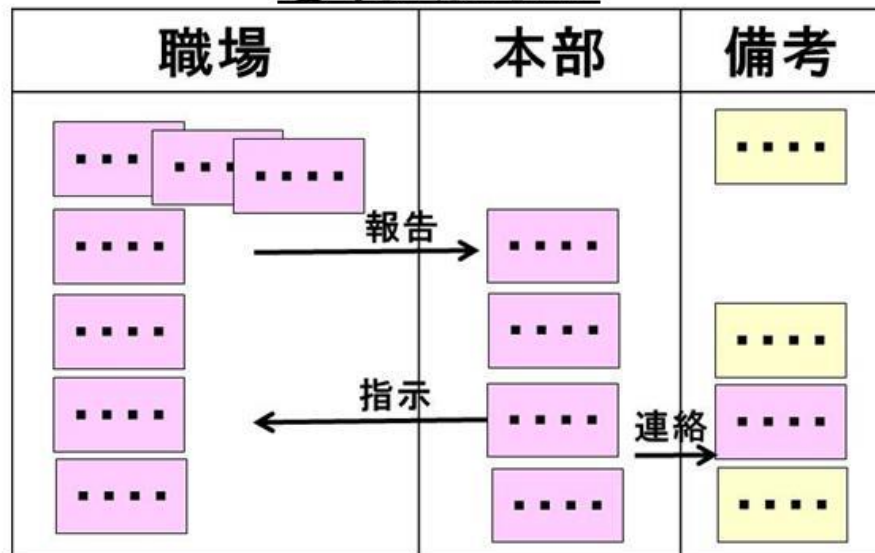 職場 本部 備考
▪ ▪ ▪ ▪ ▪ ▪ ▪ ▪ ▪ ▪ ▪ ▪ ▪ ▪
報告
▪ ▪ ▪ ▪ ▪ ▪ ▪ ▪
▪ ▪ ▪ ▪ ▪ ▪ ▪ ▪ ▪ ▪ ▪ ▪
指示
▪ ▪ ▪ ▪ ▪ ▪ ▪ ▪ ▪ ▪ ▪ ▪
連絡
▪ ▪ ▪ ▪ ▪ ▪ ▪ ▪ ▪ ▪ ▪ ▪